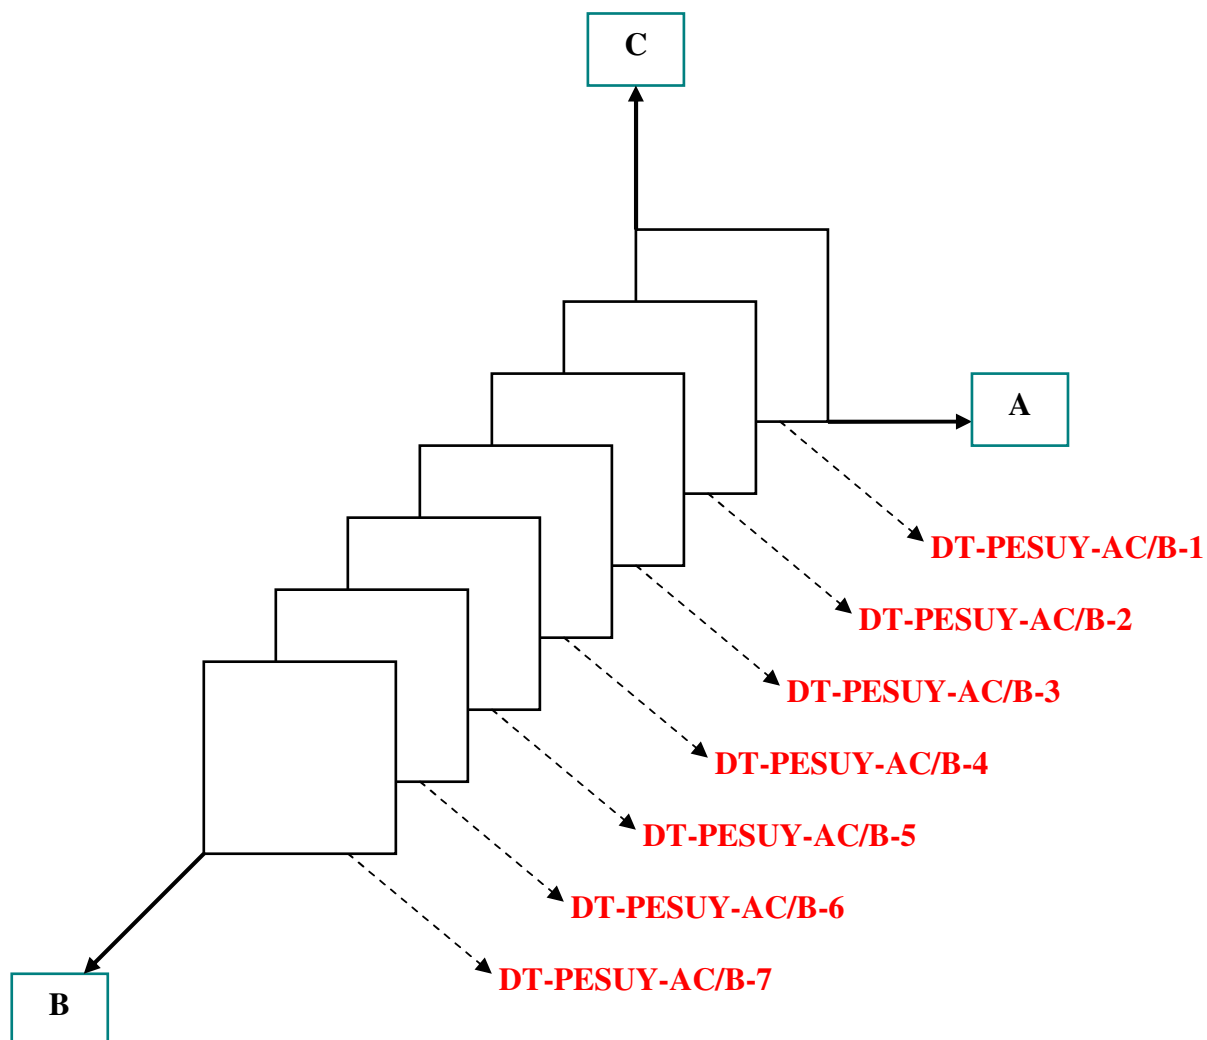 C
A
DT-PESUY-AC/B-1
DT-PESUY-AC/B-2
DT-PESUY-AC/B-3
DT-PESUY-AC/B-4
DT-PESUY-AC/B-5
DT-PESUY-AC/B-6
DT-PESUY-AC/B-7
B